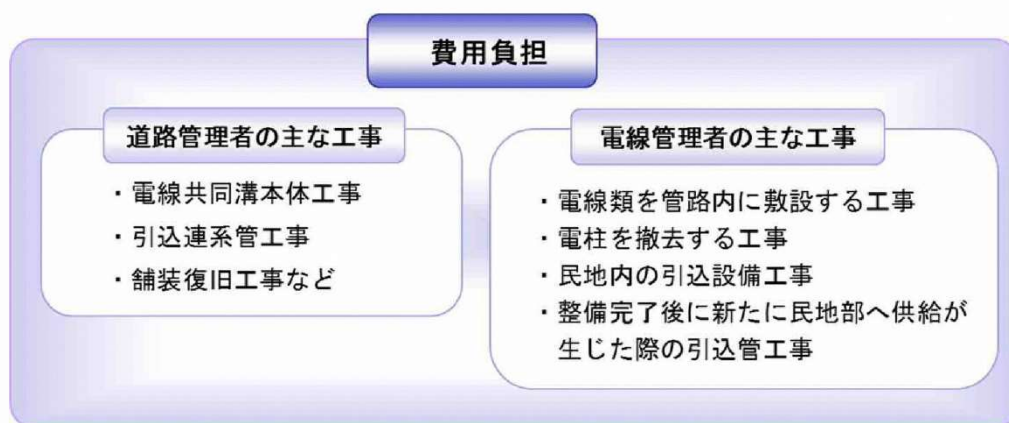 費用負担
道路管理者の主な工事
・電線共同溝本体工事
・引込連系管工事
・舗装復旧工事など
電線管理者の主な工事
・電線類を管路内に敷設する工事
・電柱を撤去する工事
・民地内の引込設備工事
・整備完了後に新たに民地部へ供給が
生じた際の引込管工事